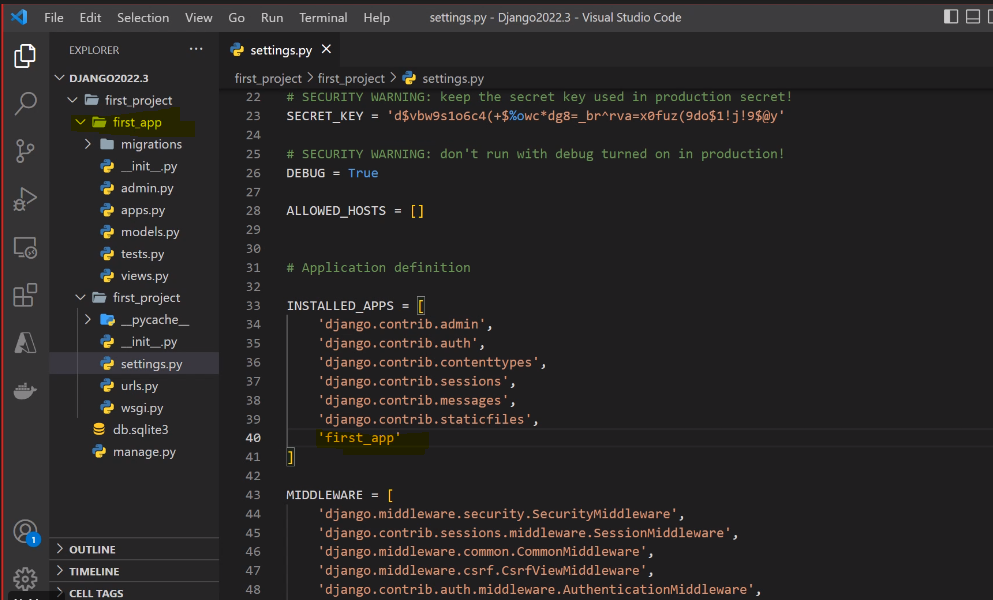 File Edit Selection View Go Run Terminal Help settings.py - Django2022.3 - Visual Studio Code
EXPLORER ...
settings.py
DJANGO2022.3
first_project > first_project > settings.py
first_project
first_app
migrations
__init__.py
admin.py
apps.py
models.py
tests.py
views.py
first_project
__pycache__
__init__.py
settings.py
urls.py
wsgi.py
db.sqlite3
manage.py
1
OUTLINE
TIMELINE
CELL TAGS
22 # SECURITY WARNING: keep the secret key used in production secret!
23 SECRET_KEY = 'd$vbw9s1o6c4(+$%owc*dg8=_br^rva=x0fuz(9do$1!j!9$@y'
24
25 # SECURITY WARNING: don't run with debug turned on in production!
26 DEBUG = True
27
28 ALLOWED_HOSTS = []
29
30
31 # Application definition
32
33 INSTALLED_APPS = [
34 'django.contrib.admin',
35 'django.contrib.auth',
36 'django.contrib.contenttypes',
37 'django.contrib.sessions',
38 'django.contrib.messages',
39 'django.contrib.staticfiles',
40 'first_app'
41 ]
42
43 MIDDLEWARE = [
44 'django.middleware.security.SecurityMiddleware',
45 'django.contrib.sessions.middleware.SessionMiddleware',
46 'django.middleware.common.CommonMiddleware',
47 'django.middleware.csrf.CsrfViewMiddleware',
48 'django.contrib.auth.middleware.AuthenticationMiddleware',